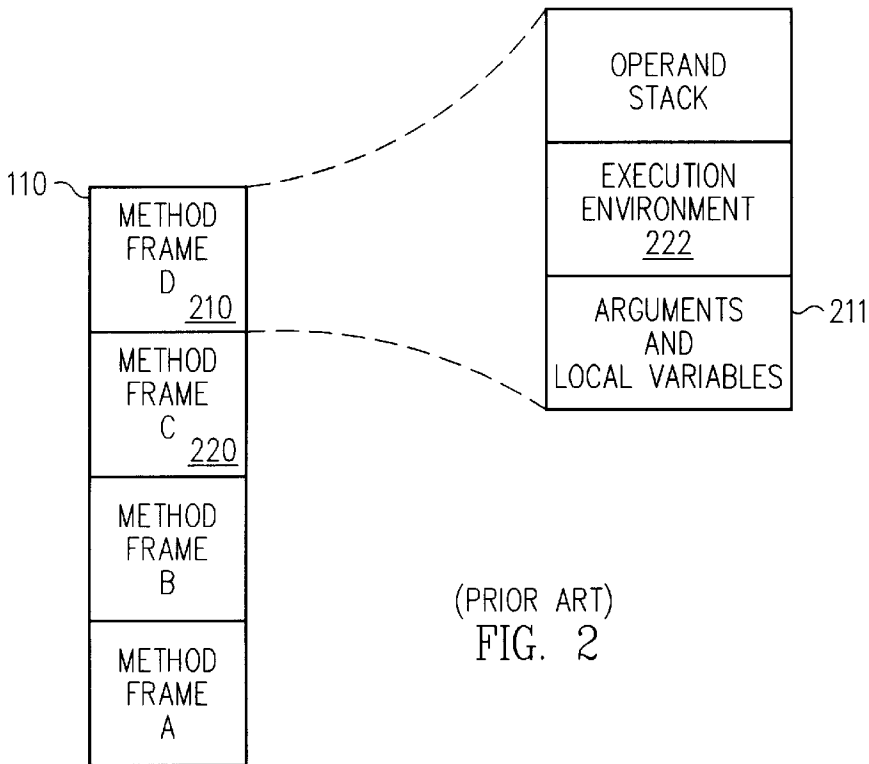 110
METHOD
FRAME
D
210
METHOD
FRAME
C
220
METHOD
FRAME
B
METHOD
FRAME
A
OPERAND
STACK
EXECUTION
ENVIRONMENT
222
ARGUMENTS
AND
LOCAL VARIABLES
211
(PRIOR ART)
FIG. 2